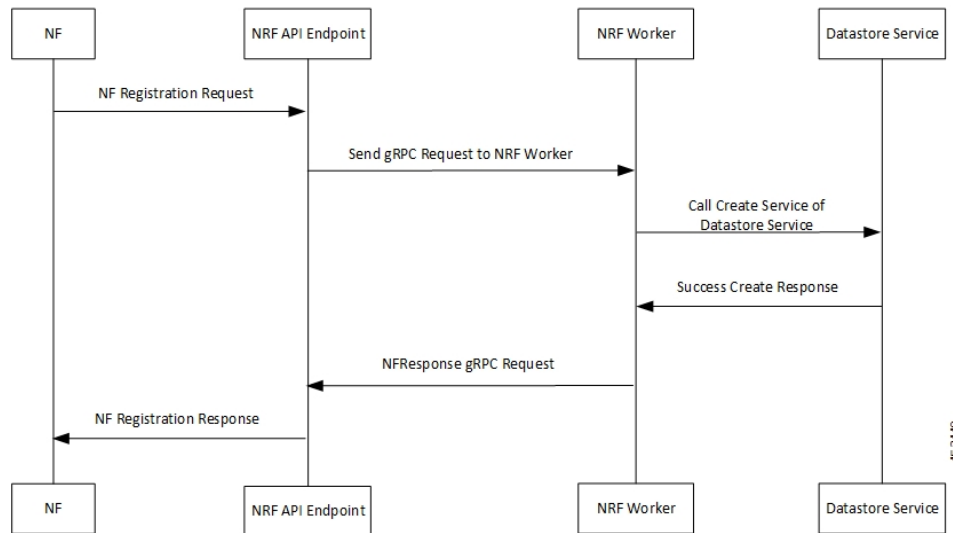 NF
NRF API Endpoint
NRF Worker
Datastore Service
NF Registration Request
Send gRPC Request to NRF Worker
Call Create Service of
Datastore Service
Success Create Response
NFResponse gRPC Request
NF Registration Response
NF
NRF API Endpoint
NRF Worker
Datastore Service